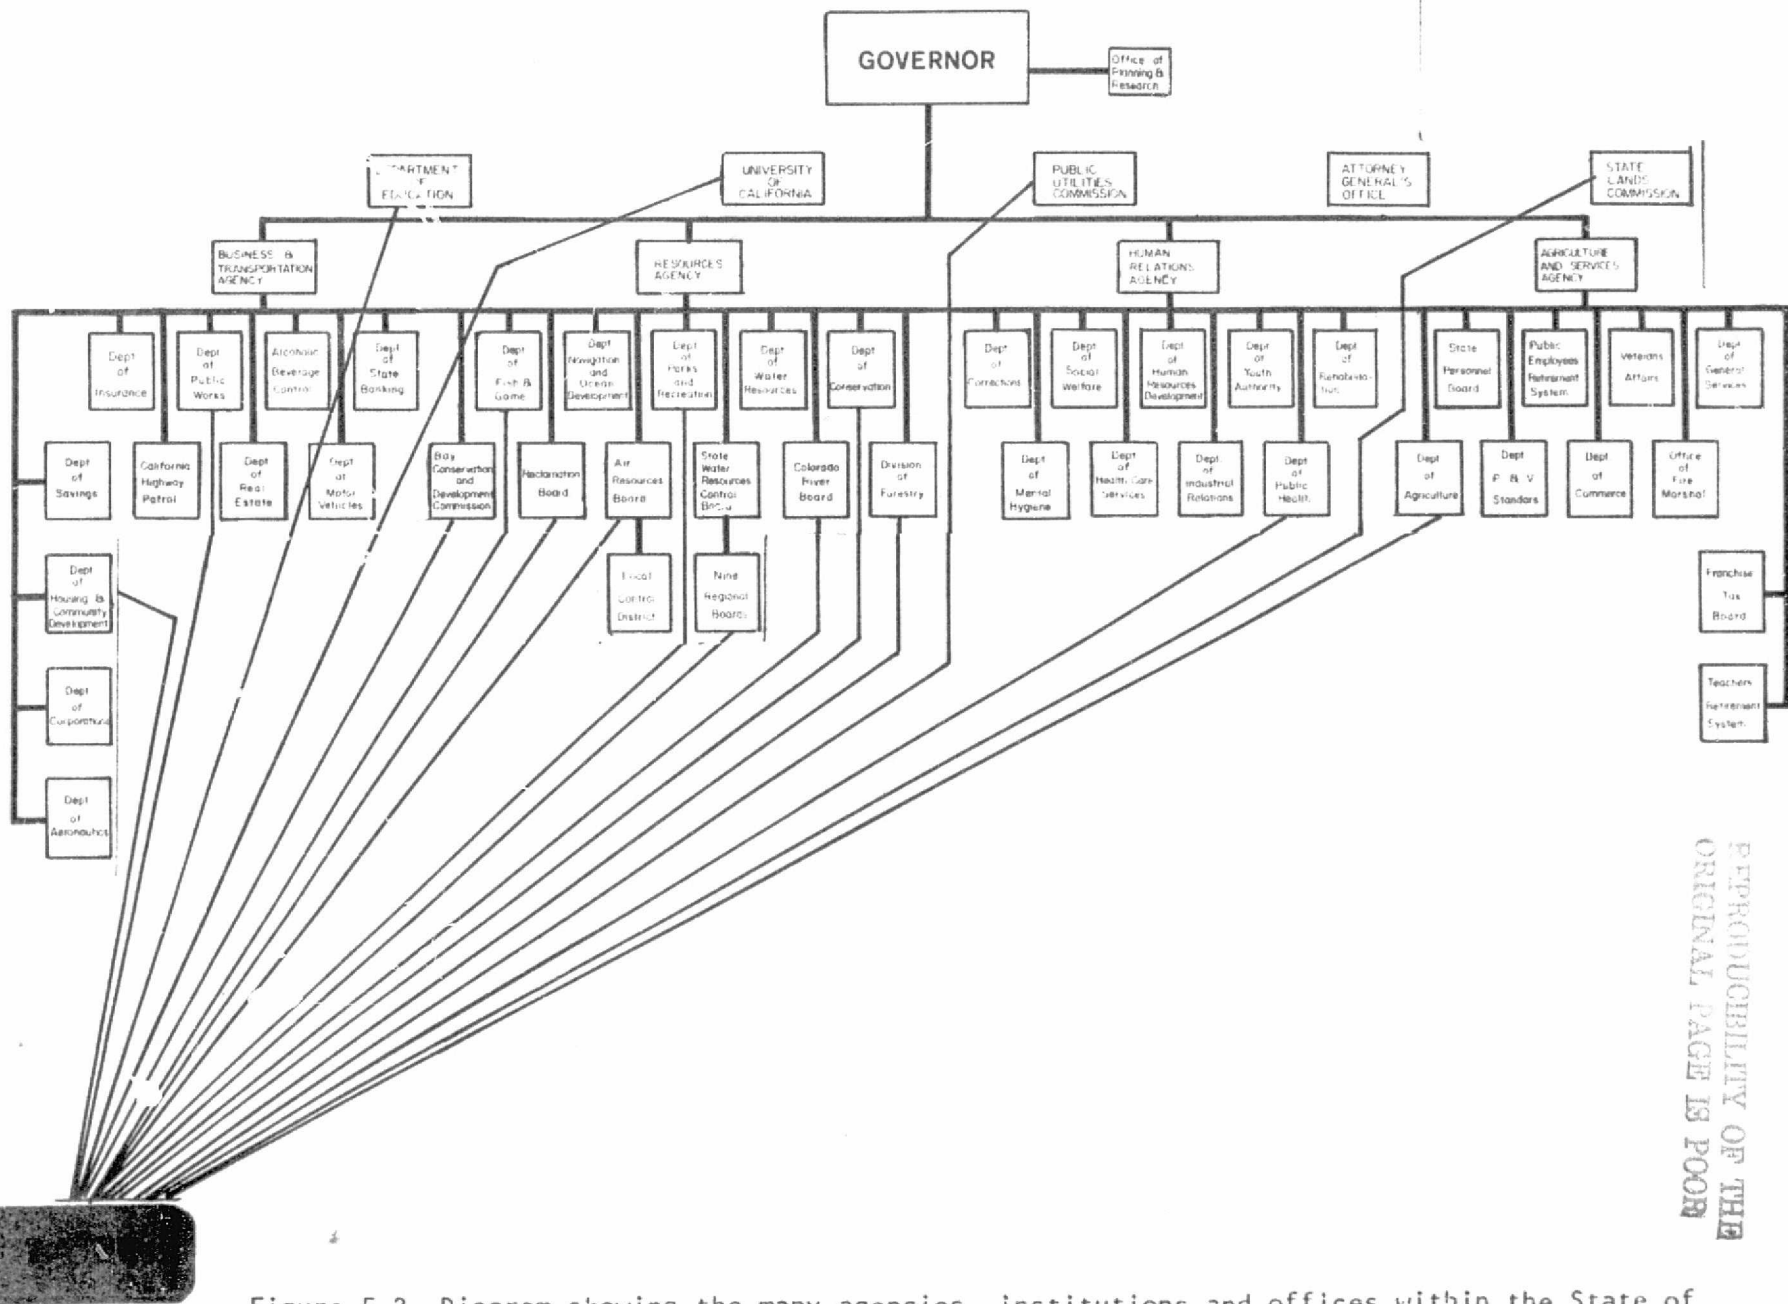 GOVERNOR
Office of
Planning &
Research
DEPARTMENT
OF
EDUCATION
UNIVERSITY
OF
CALIFORNIA
PUBLIC
UTILITIES
COMMISSION
ATTORNEY
GENERAL'S
OFFICE
STATE
LANDS
COMMISSION
BUSINESS &
TRANSPORTATION
AGENCY
RESOURCES
AGENCY
HUMAN
RELATIONS
AGENCY
AGRICULTURE
AND SERVICES
AGENCY
Dept
of
Insurance
Dept
of
Public
Works
Alcoholic
Beverage
Control
Dept
of
State
Banking
Dept
of
Fish &
Game
Dept
Navigation
and
Ocean
Development
Dept
of
Parks
and
Recreation
Dept
of
Water
Resources
Dept
of
Conservation
Dept
of
Corrections
Dept
of
Social
Welfare
Dept
of
Human
Resources
Development
Dept
of
Youth
Authority
Dept
of
Rehabilita-
tion
State
Personnel
Board
Public
Employees
Retirement
System
Veterans
Affairs
Dept
of
General
Services
Dept
of
Savings
California
Highway
Patrol
Dept
of
Real
Estate
Dept
of
Motor
Vehicles
Bay
Conservation
and
Development
Commission
Reclamation
Board
Air
Resources
Board
State
Water
Resources
Control
Board
Colorado
River
Board
Division
of
Forestry
Dept
of
Mental
Hygiene
Dept
of
Health Care
Services
Dept
of
Industrial
Relations
Dept
of
Public
Health
Dept
of
Agriculture
Dept
P & V
Standars
Dept
of
Commerce
Office
of
Fire
Marshal
Dept
of
Housing &
Community
Development
Local
Control
District
Nine
Regional
Boards
Franchise
Tax
Board
Dept
of
Corporations
Teachers
Retirement
System
Dept
of
Aeronautics
REPRODUCIBILITY OF THE
ORIGINAL PAGE IS POOR
Diagram showing the many agencies, institutions and offices within the State of